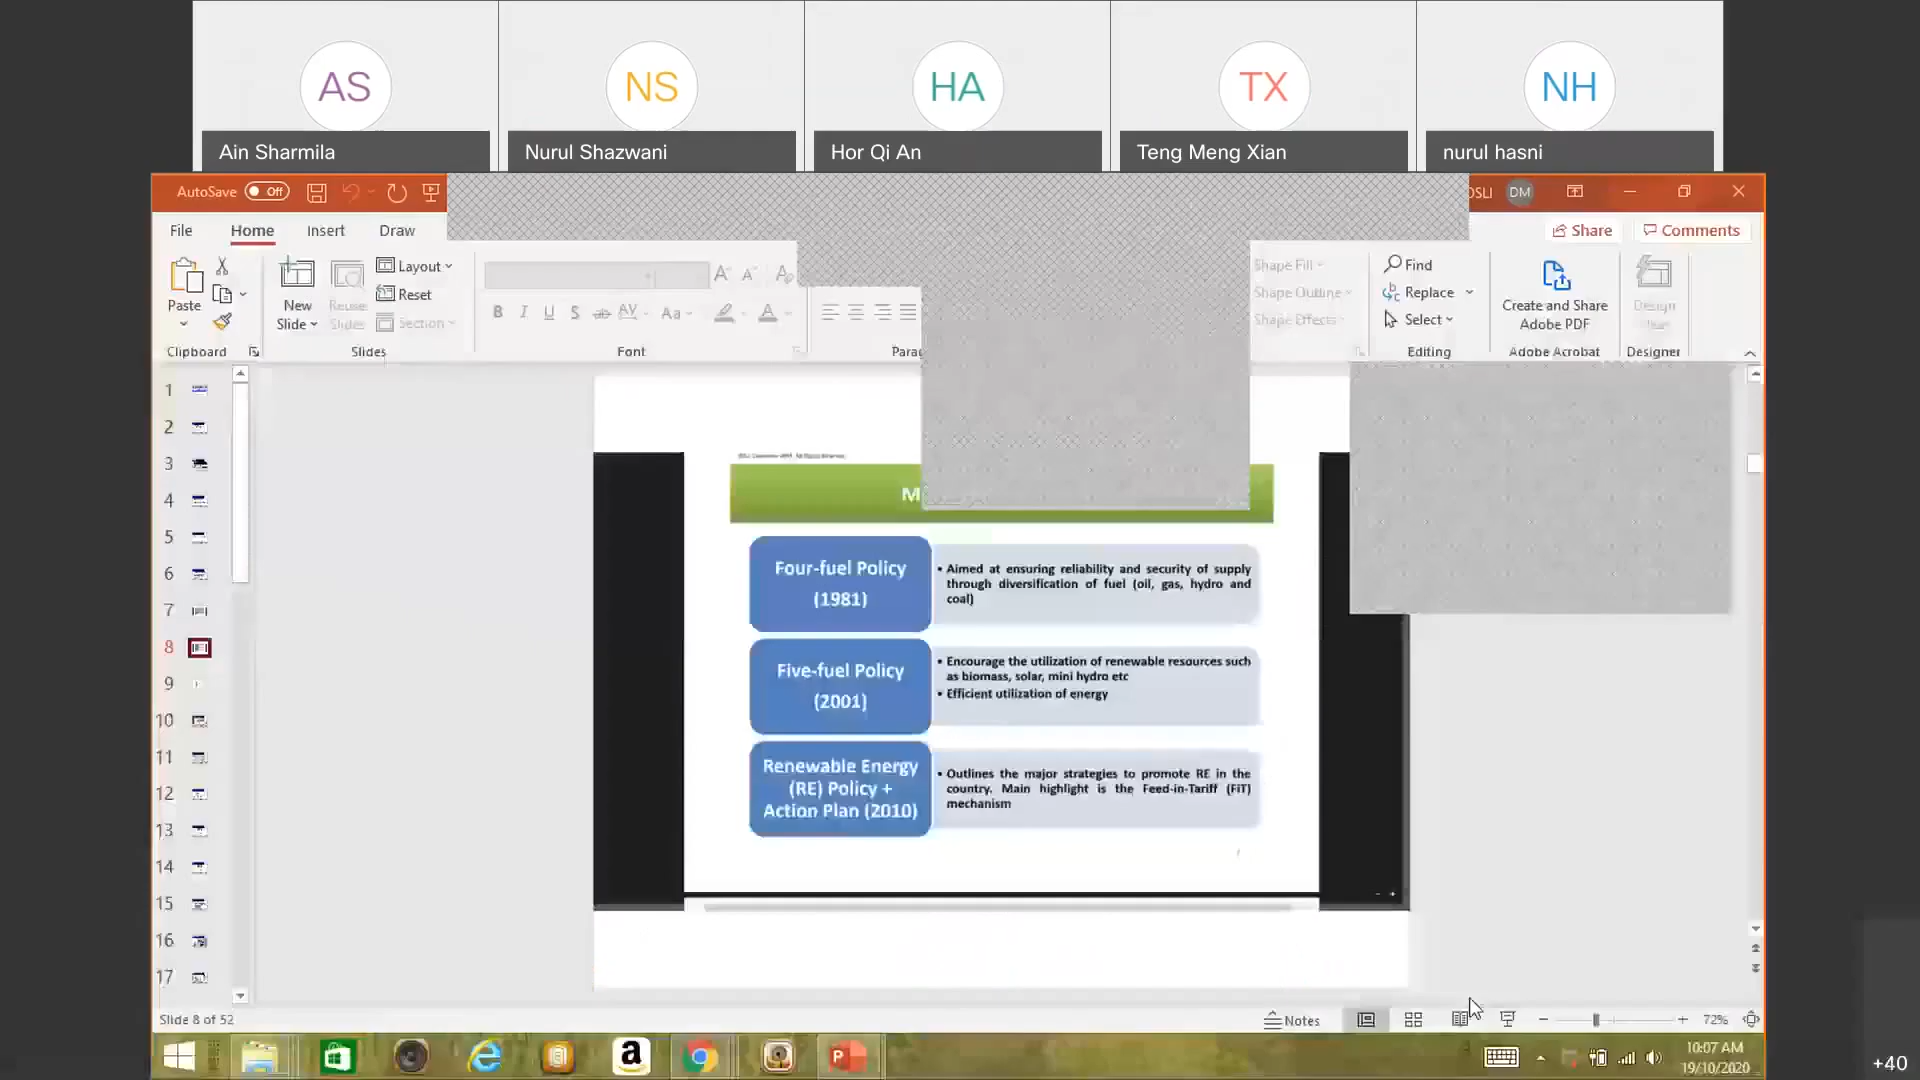 AS
NS
HA
TX
NH
Ain Sharmila
Nurul Shazwani
Hor Qi An
Teng Meng Xian
nurul hasni
AutoSave Off
OSLI DM
File Home Insert Draw
Share Comments
Paste
New Slide
Reuse Slides
Layout
Reset
Section
B I U S ab AV Aa A
Shape Fill
Shape Outline
Shape Effects
Find
Replace
Select
Create and Share Adobe PDF
Design
Clipboard
Slides
Font
Parag
Editing
Adobe Acrobat
Designer
1
2
3
4
5
6
7
8
9
10
11
12
13
14
15
16
17
M
Four-fuel Policy
(1981)
• Aimed at ensuring reliability and security of supply
through diversification of fuel (oil, gas, hydro and
coal)
Five-fuel Policy
(2001)
• Encourage the utilization of renewable resources such
as biomass, solar, mini hydro etc
• Efficient utilization of energy
Renewable Energy
(RE) Policy +
Action Plan (2010)
• Outlines the major strategies to promote RE in the
country. Main highlight is the Feed-in-Tariff (FiT)
mechanism
Slide 8 of 52
Notes
72%
10:07 AM
19/10/2020
+40